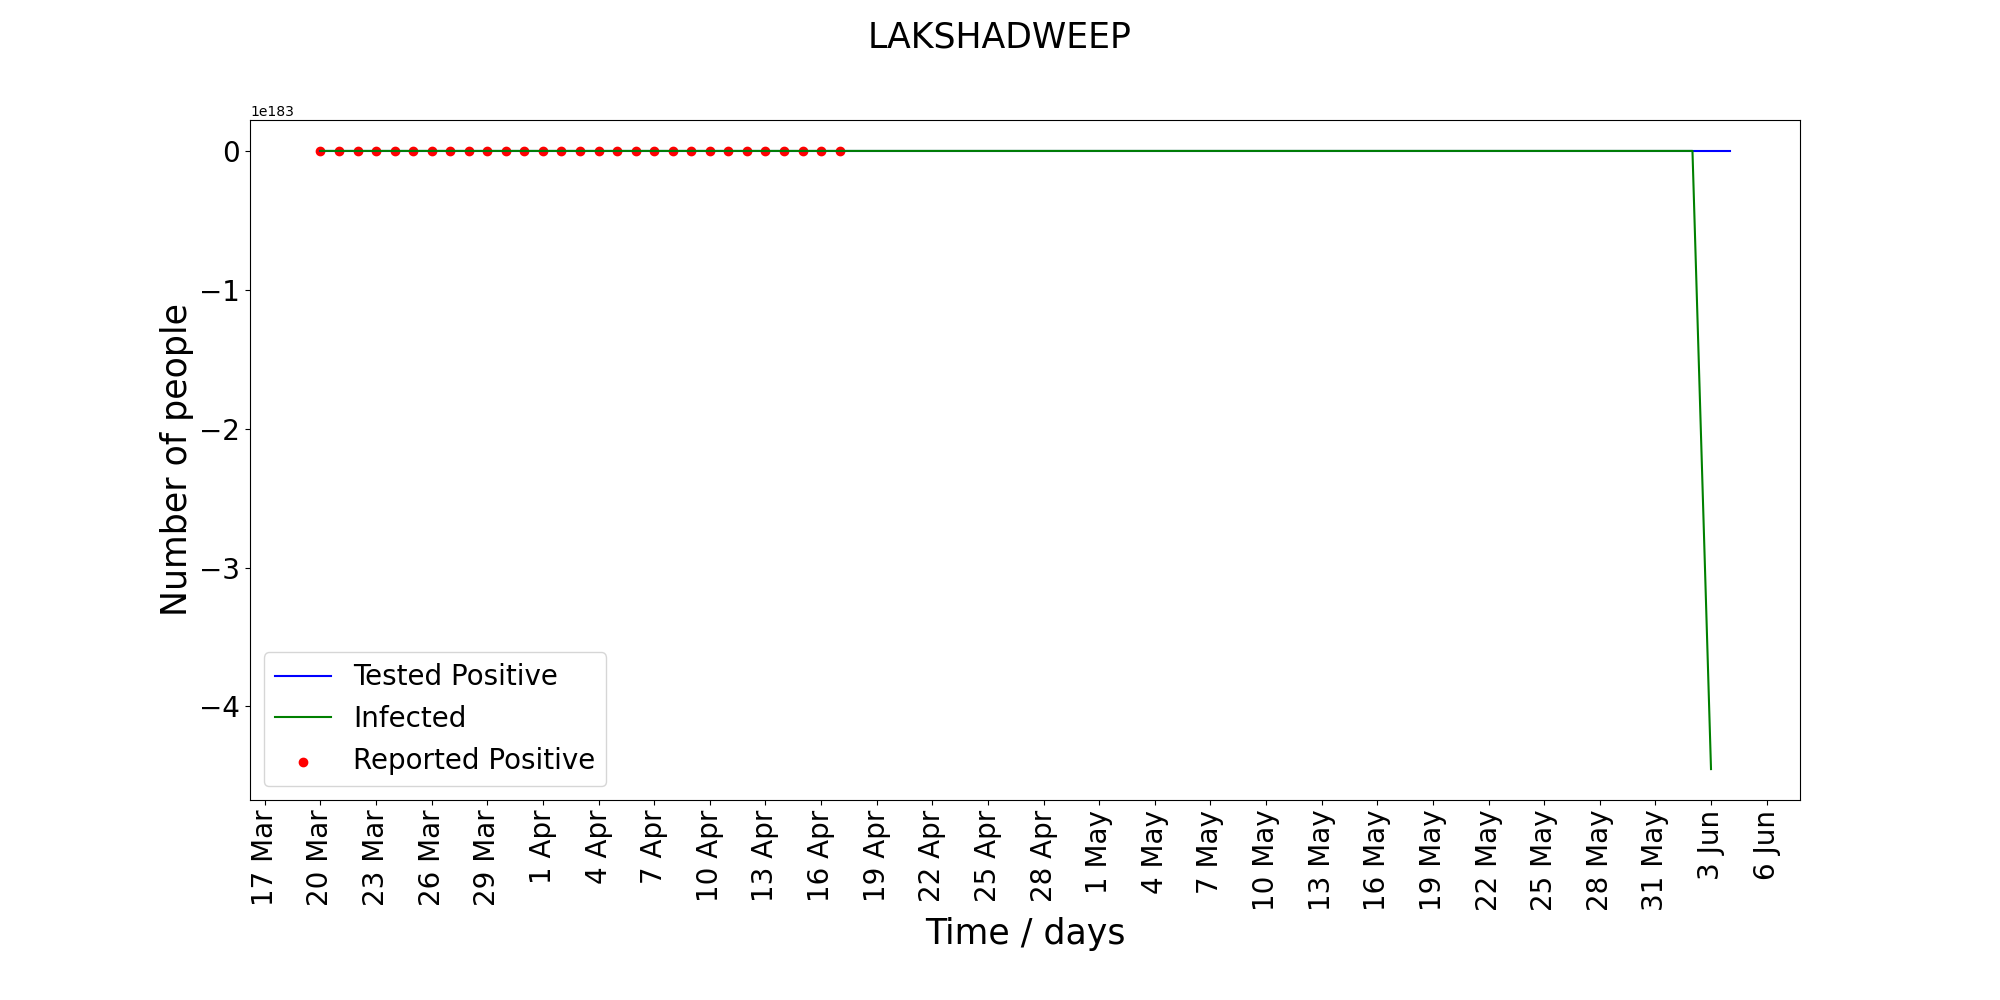 LAKSHADWEEP
1e183
0
−1
−2
−3
−4
Number of people
Tested Positive
Infected
Reported Positive
17 Mar
20 Mar
23 Mar
26 Mar
29 Mar
1 Apr
4 Apr
7 Apr
10 Apr
13 Apr
16 Apr
19 Apr
22 Apr
25 Apr
28 Apr
1 May
4 May
7 May
10 May
13 May
16 May
19 May
22 May
25 May
28 May
31 May
3 Jun
6 Jun
Time / days